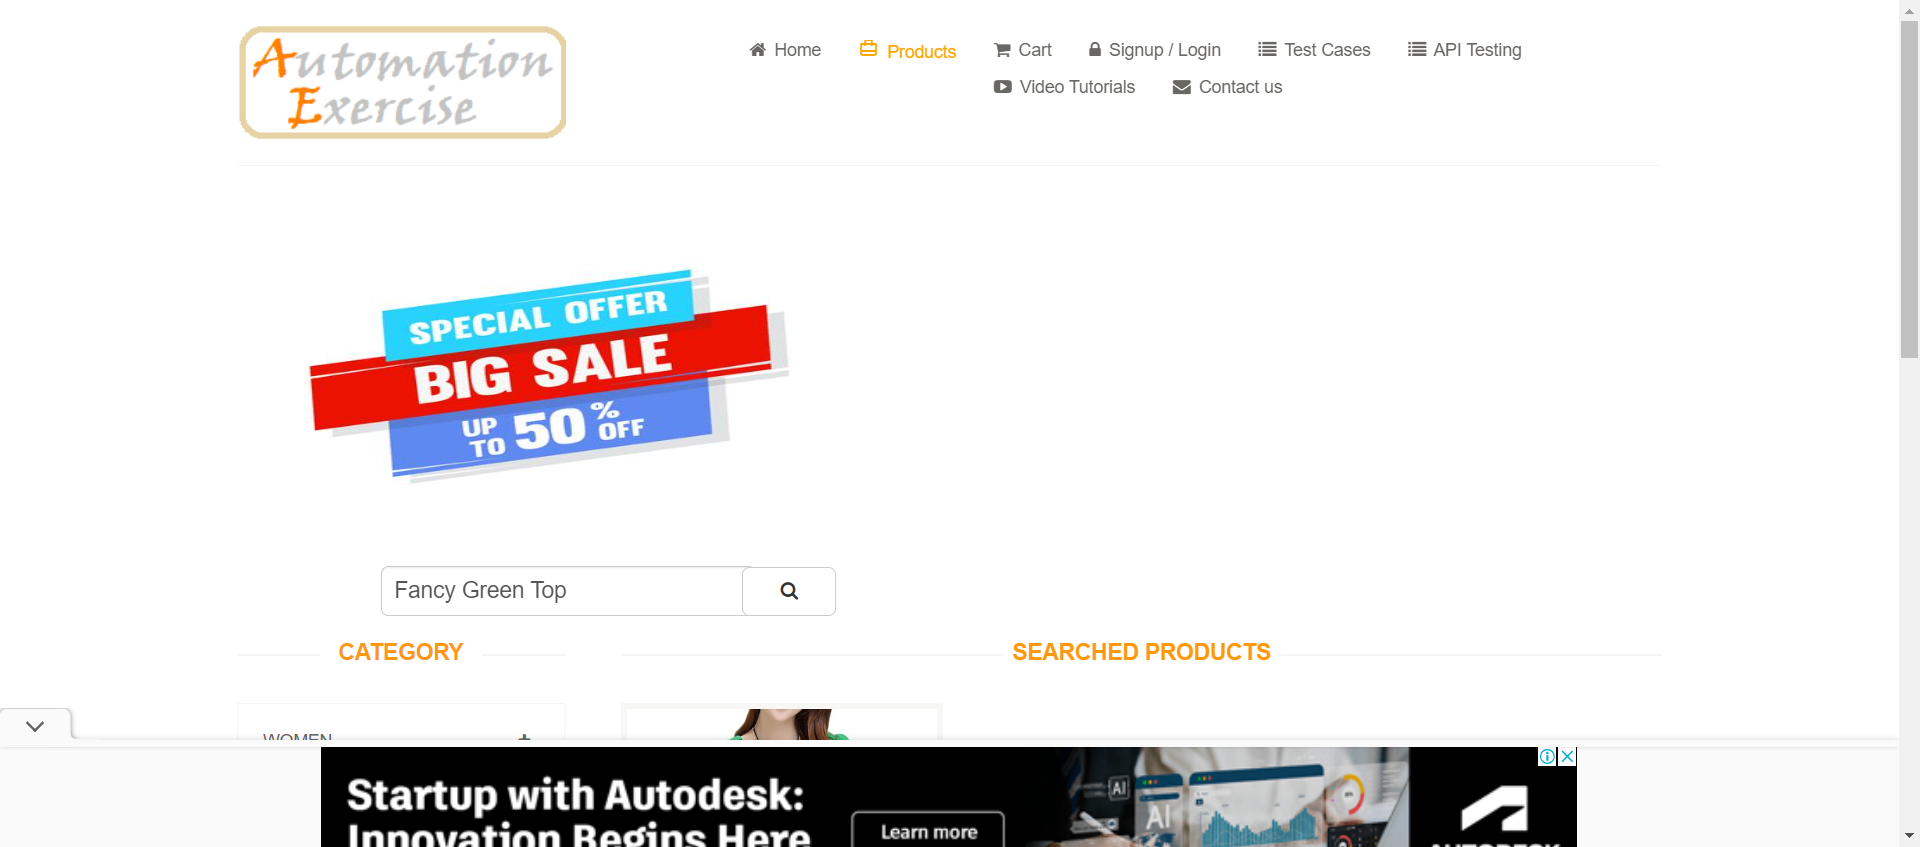 Automation
Exercise
Home
Products
Cart
Signup / Login
Test Cases
API Testing
Video Tutorials
Contact us
SPECIAL OFFER
BIG SALE
UP TO 50% OFF
Fancy Green Top
CATEGORY
SEARCHED PRODUCTS
WOMEN
Startup with Autodesk:
Innovation Begins Here
Learn more
AI
AI
AUTODESK